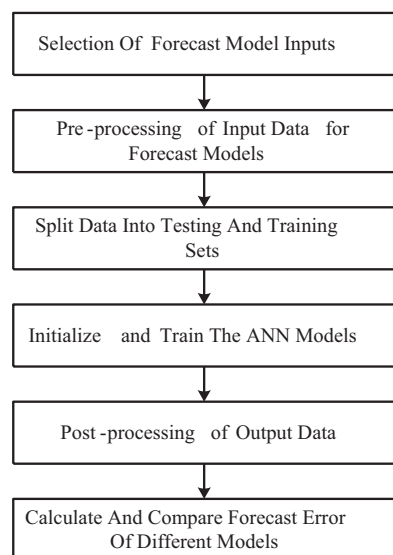 Selection Of Forecast Model Inputs
Pre-processing of Input Data for
Forecast Models
Split Data Into Testing And Training
Sets
Initialize and Train The ANN Models
Post-processing of Output Data
Calculate And Compare Forecast Error
Of Different Models